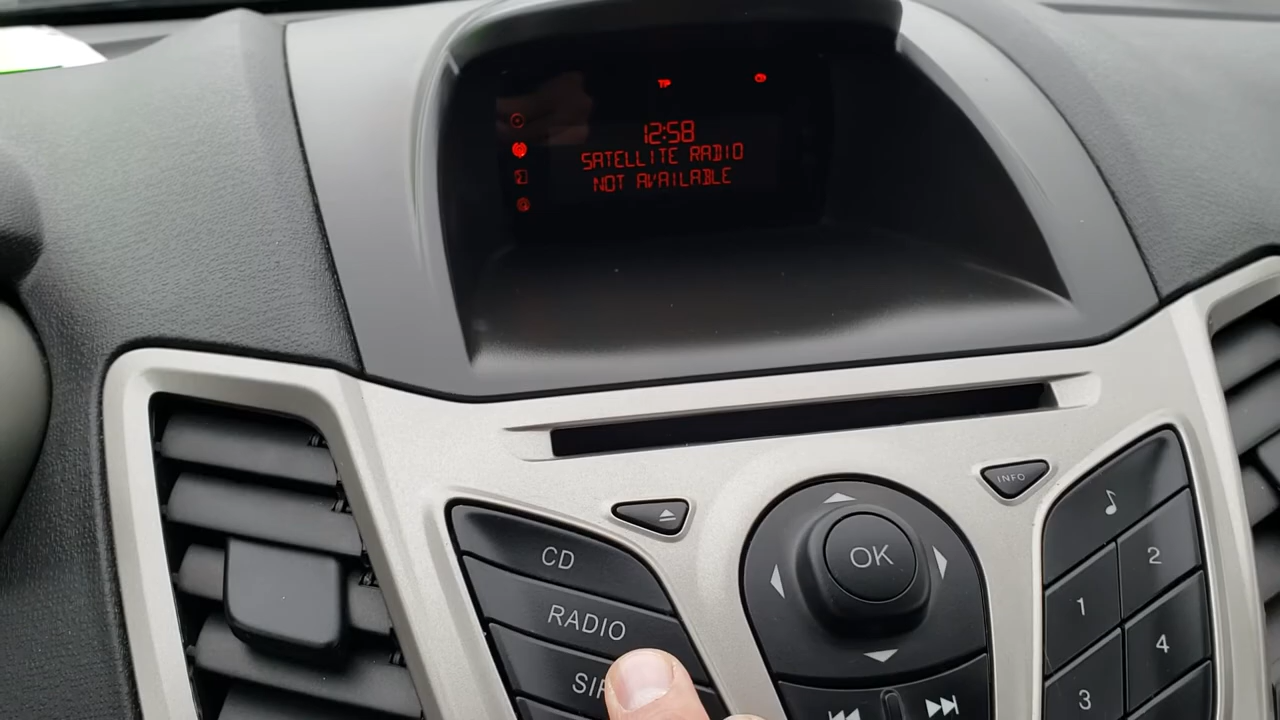 TP
12:58
SATELLITE RADIO
NOT AVAILABLE
INFO
CD
OK
RADIO
2
1
4
3